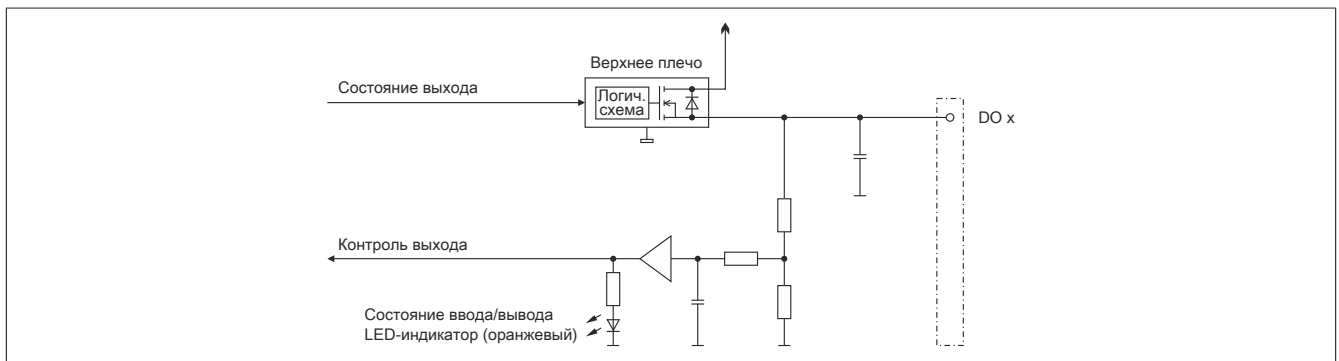 Верхнее плечо
Состояние выхода
Логич.
схема
DO x
Контроль выхода
Состояние ввода/вывода
LED-индикатор (оранжевый)